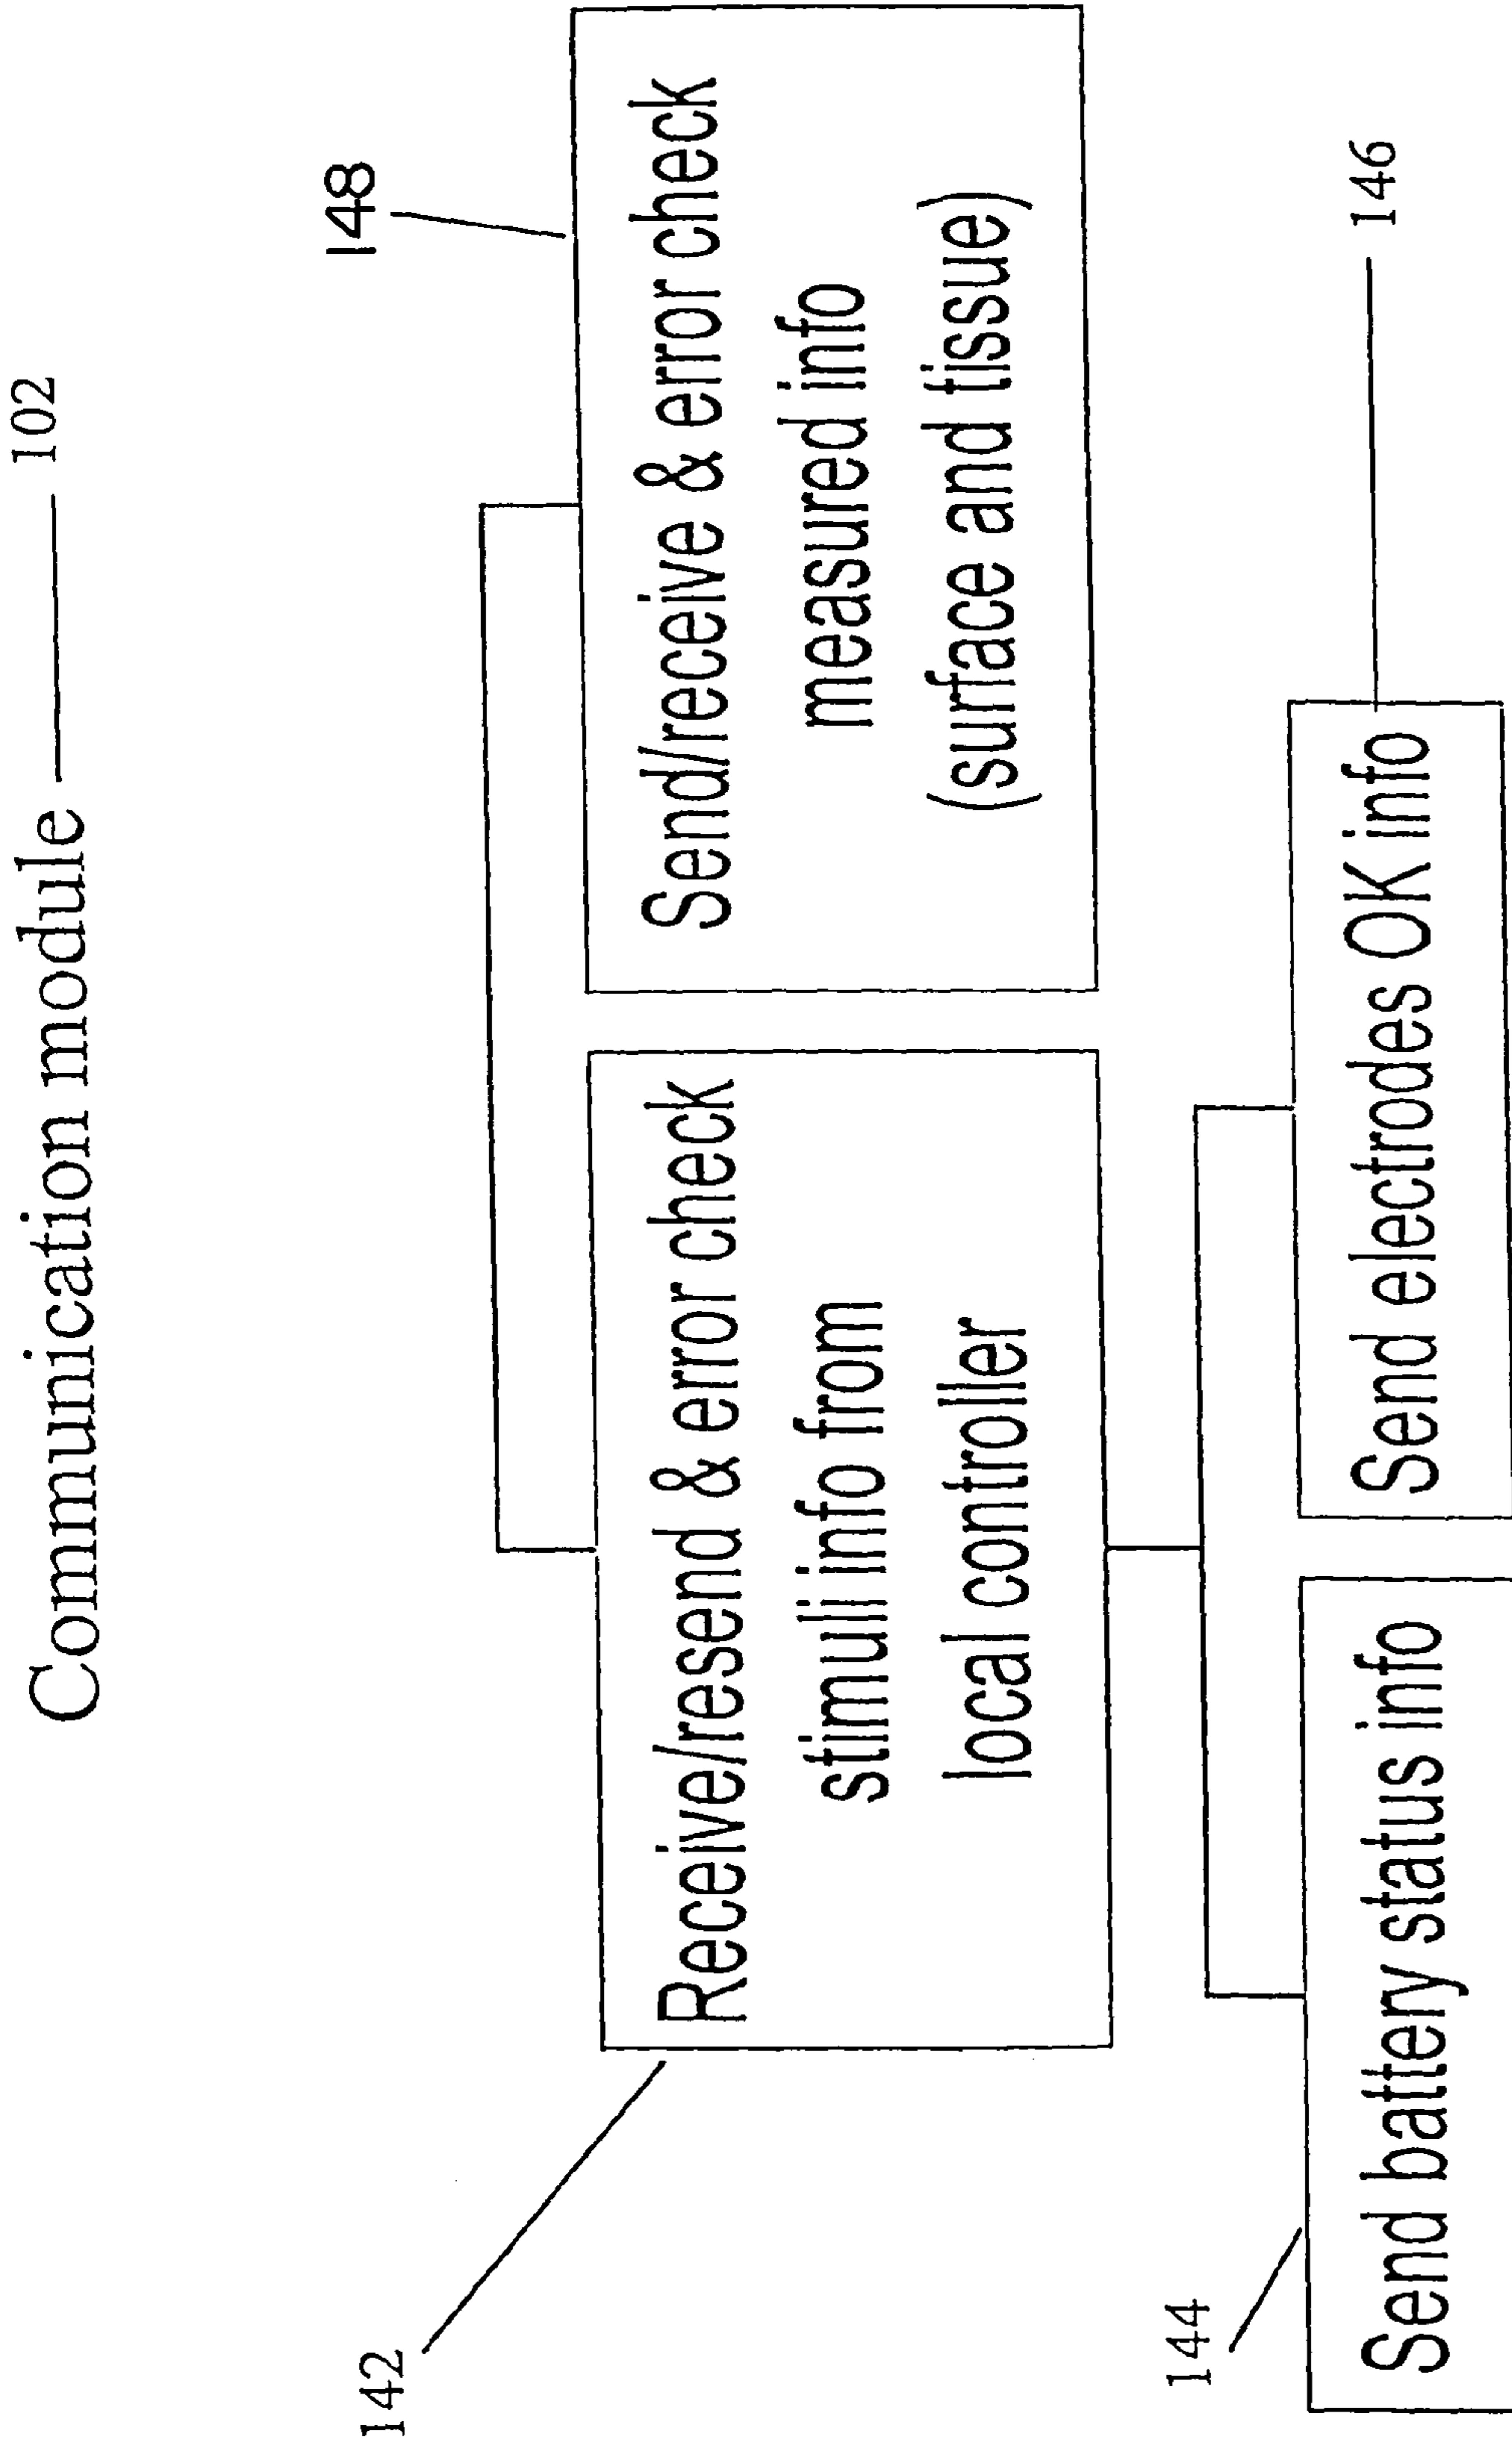 Communication module 102
148
142
Receive/resend & error check
stimuli info from
local controller
Send/receive & error check
measured info
(surface and tissue)
144
146
Send battery status info
Send electrodes OK info